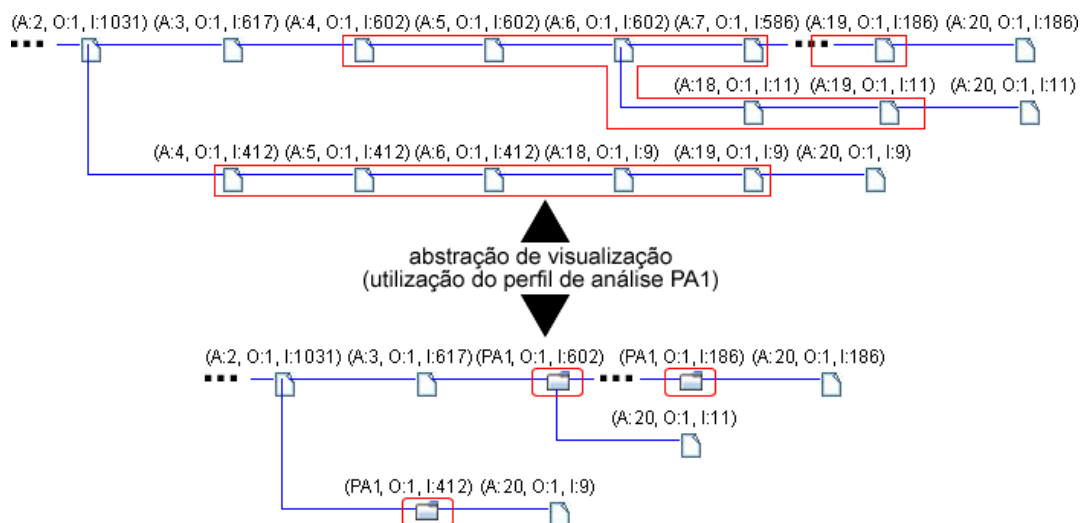 (A:2, O:1, I:1031) (A:3, O:1, I:617) (A:4, O:1, I:602) (A:5, O:1, I:602) (A:6, O:1, I:602) (A:7, O:1, I:586) (A:19, O:1, I:186) (A:20, O:1, I:186)
(A:18, O:1, I:11) (A:19, O:1, I:11) (A:20, O:1, I:11)
(A:4, O:1, I:412) (A:5, O:1, I:412) (A:6, O:1, I:412) (A:18, O:1, I:9) (A:19, O:1, I:9) (A:20, O:1, I:9)
abstração de visualização
(utilização do perfil de análise PA1)
(A:2, O:1, I:1031) (A:3, O:1, I:617) (PA1, O:1, I:602) (PA1, O:1, I:186) (A:20, O:1, I:186)
(A:20, O:1, I:11)
(PA1, O:1, I:412) (A:20, O:1, I:9)